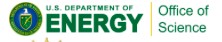 U.S. DEPARTMENT OF
ENERGY
Office of
Science